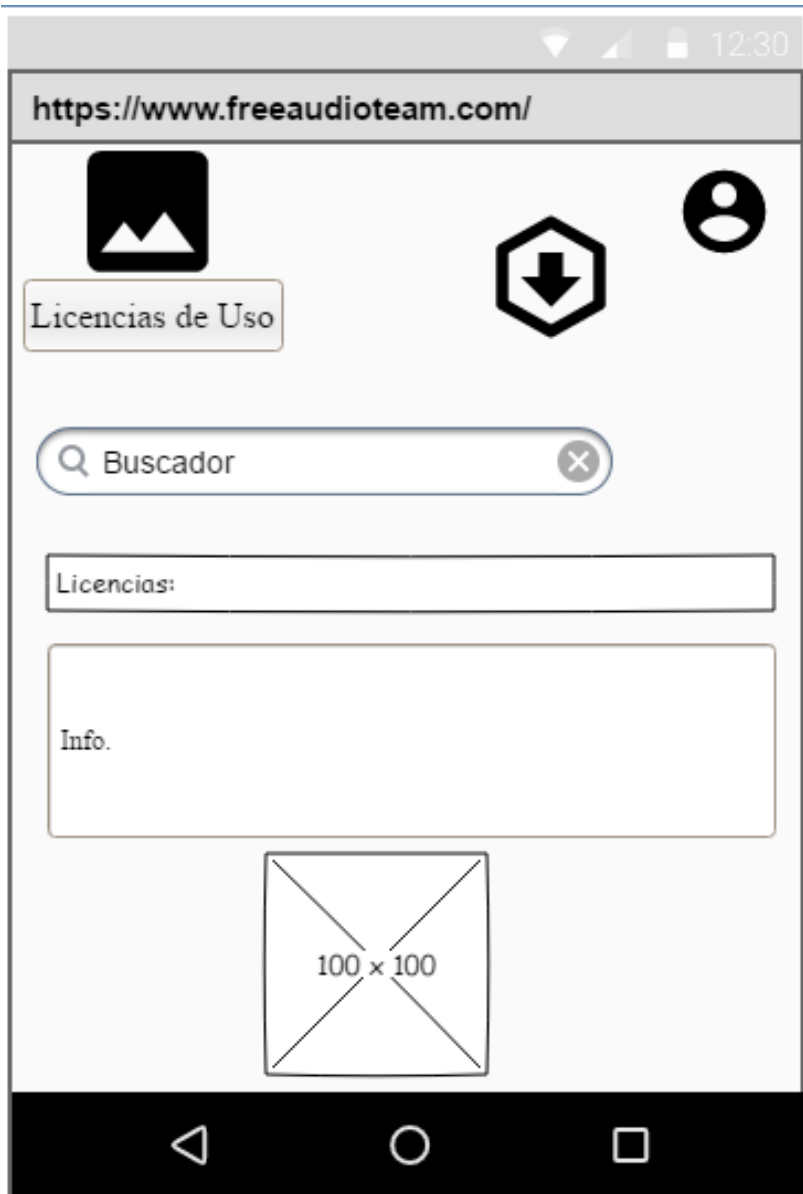 12:30
https://www.freeaudioteam.com/
Licencias de Uso
Buscador
Licencias:
Info.
100 × 100